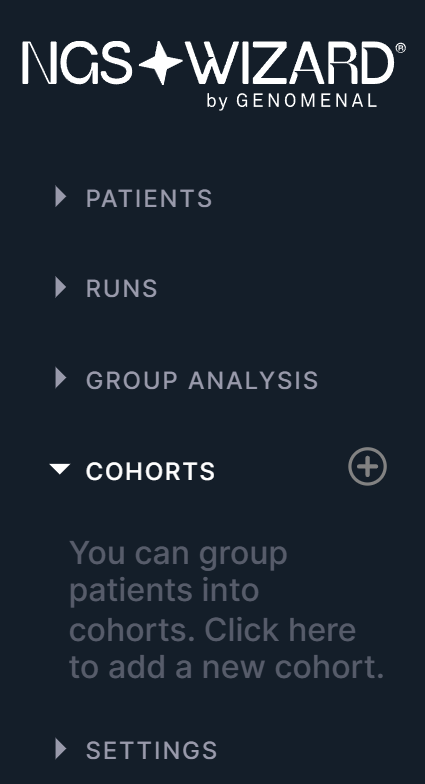 NGS WIZARD®
by GENOMENAL
PATIENTS
RUNS
GROUP ANALYSIS
COHORTS
You can group
patients into
cohorts. Click here
to add a new cohort.
SETTINGS